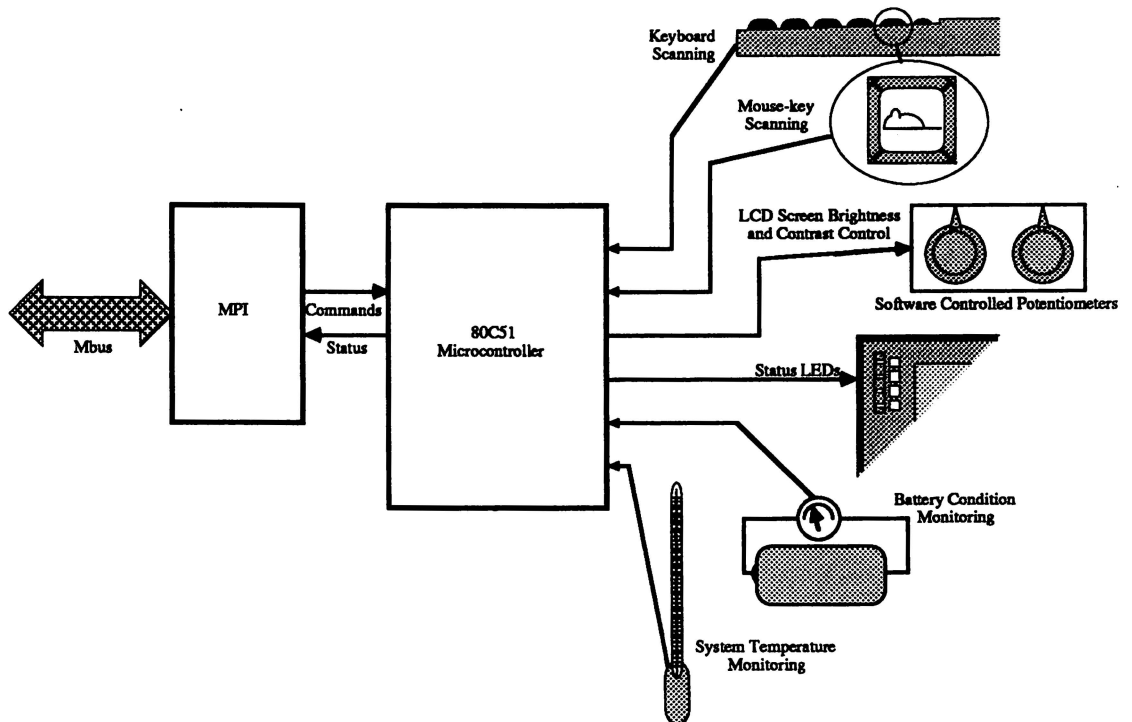 Keyboard
Scanning
Mouse-key
Scanning
LCD Screen Brightness
and Contrast Control
Software Controlled Potentiometers
MPI
Commands
Status
Mbus
80C51
Microcontroller
Status LEDs
Battery Condition
Monitoring
System Temperature
Monitoring